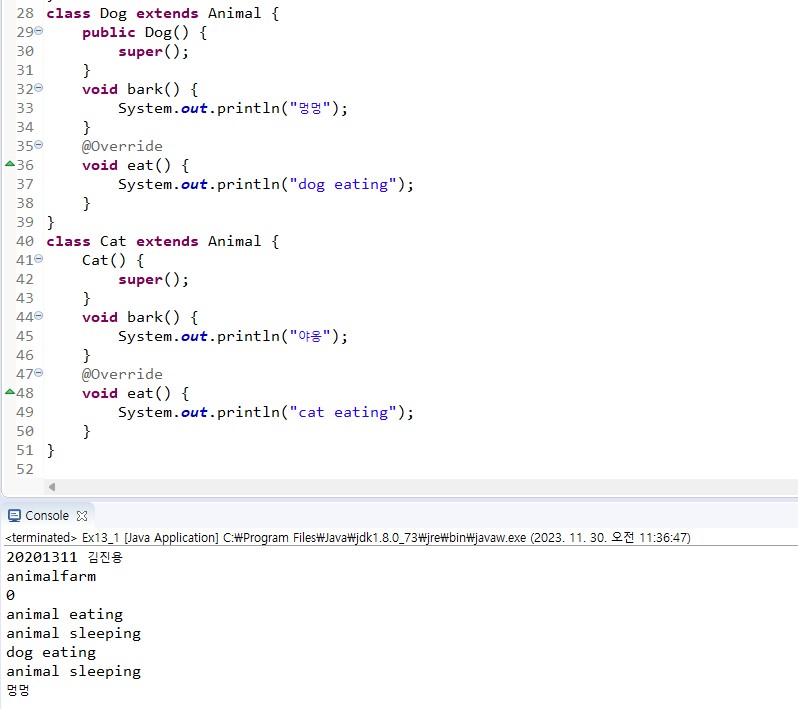 28 class Dog extends Animal {
29 public Dog() {
30 super();
31 }
32 void bark() {
33 System.out.println("멍멍");
34 }
35 @Override
36 void eat() {
37 System.out.println("dog eating");
38 }
39 }
40 class Cat extends Animal {
41 Cat() {
42 super();
43 }
44 void bark() {
45 System.out.println("야옹");
46 }
47 @Override
48 void eat() {
49 System.out.println("cat eating");
50 }
51 }
52
Console
<terminated> Ex13_1 [Java Application] C:₩Program Files₩Java₩jdk1.8.0_73₩jre₩bin₩javaw.exe (2023. 11. 30. 오전 11:36:47)
20201311 김진용
animalfarm
0
animal eating
animal sleeping
dog eating
animal sleeping
멍멍